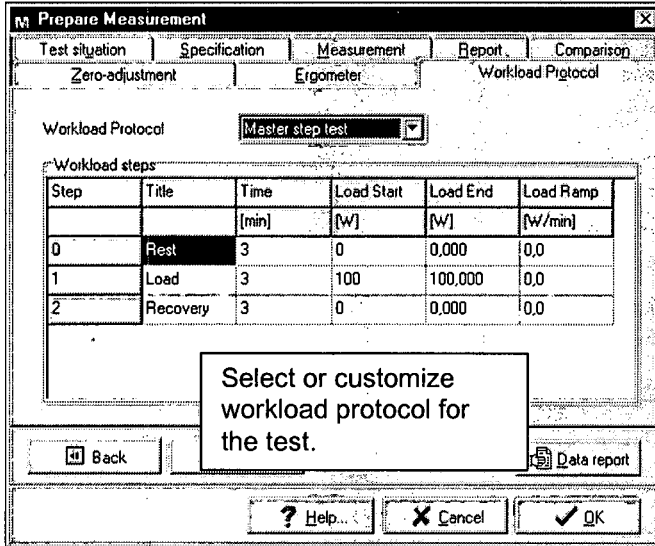 Prepare Measurement
Test situation Specification Measurement Report Comparison
Zero-adjustment Ergometer Workload Protocol
Workload Protocol Master step test
Workload steps
Step Title Time Load Start Load End Load Ramp
[min] [W] [W] [W/min]
0 Rest 3 0 0,000 0,0
1 Load 3 100 100,000 0,0
2 Recovery 3 0 0,000 0,0
Select or customize
workload protocol for
the test.
Back Data report
? Help... Cancel OK